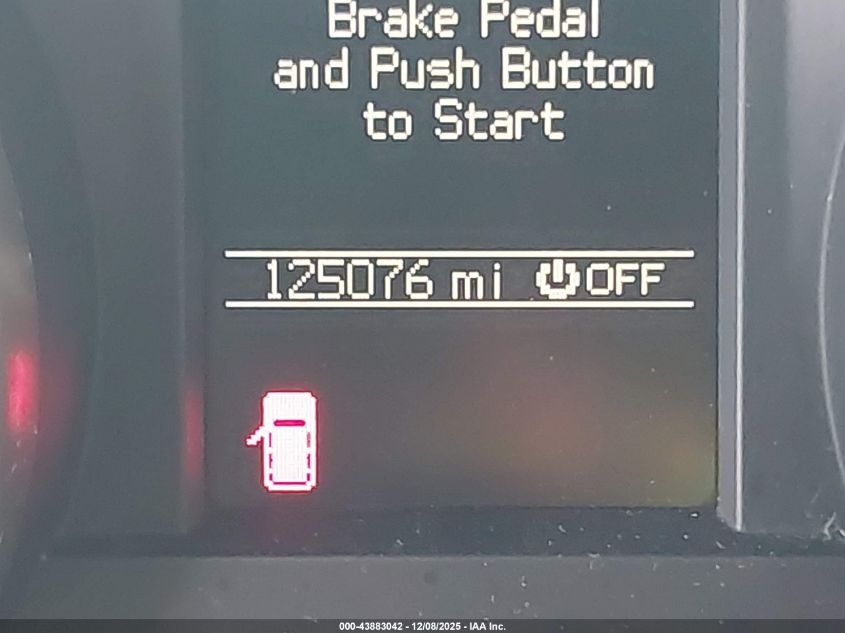 Brake Pedal
and Push Button
to Start
125076 mi OFF
000-43883042 - 12/08/2025 - IAA Inc.